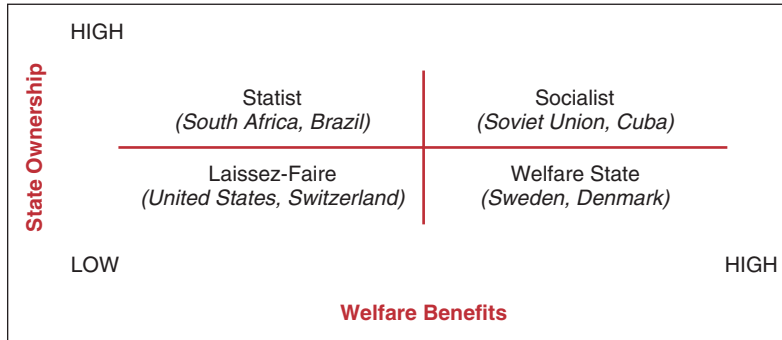 HIGH
State Ownership
Statist
(South Africa, Brazil)
Socialist
(Soviet Union, Cuba)
Laissez-Faire
(United States, Switzerland)
Welfare State
(Sweden, Denmark)
LOW
HIGH
Welfare Benefits